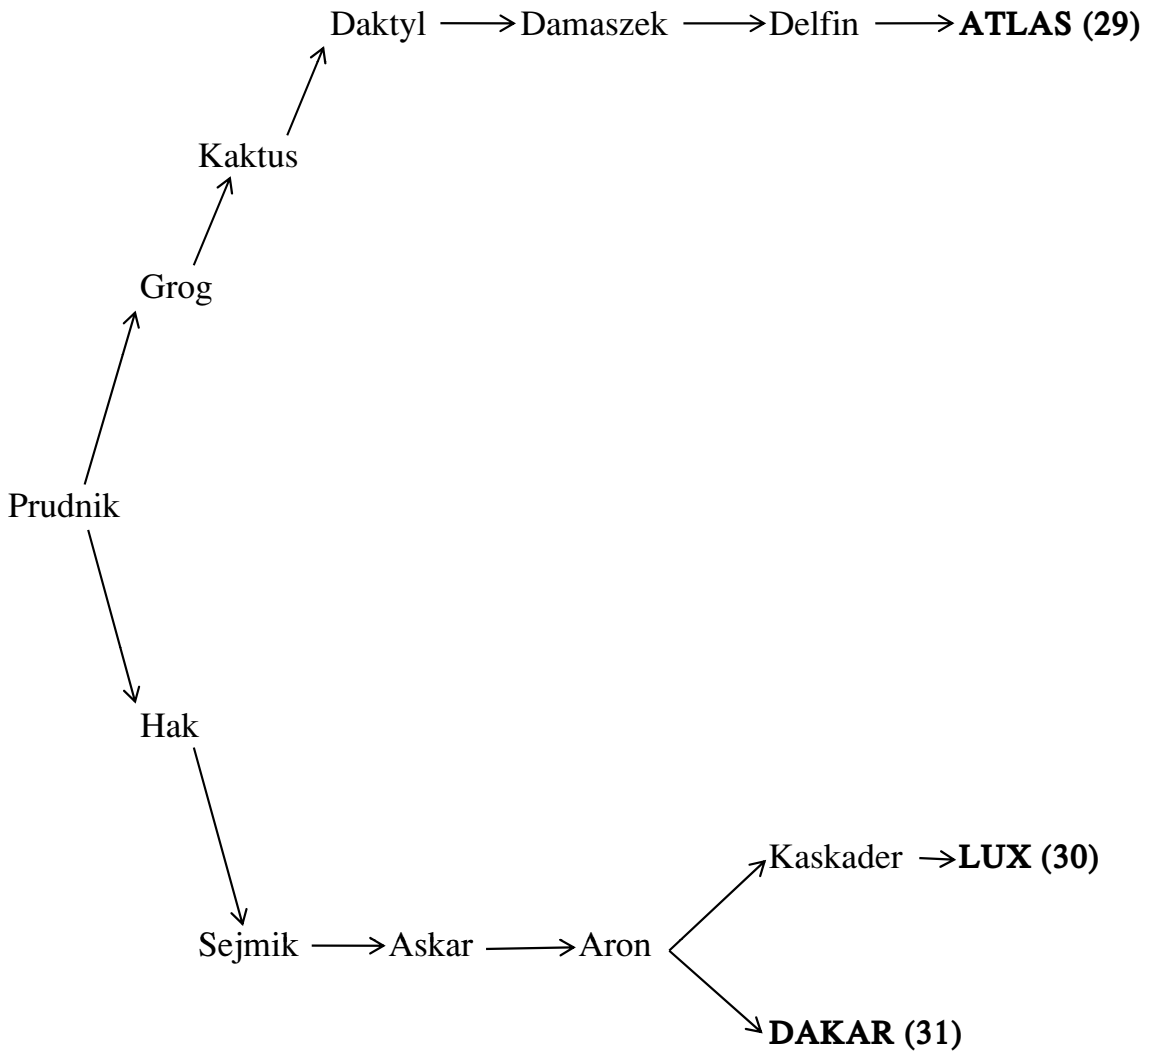 Daktyl Damaszek Delfin ATLAS (29)
Kaktus
Grog
Prudnik
Hak
Kaskader LUX (30)
Sejmik Askar Aron
DAKAR (31)